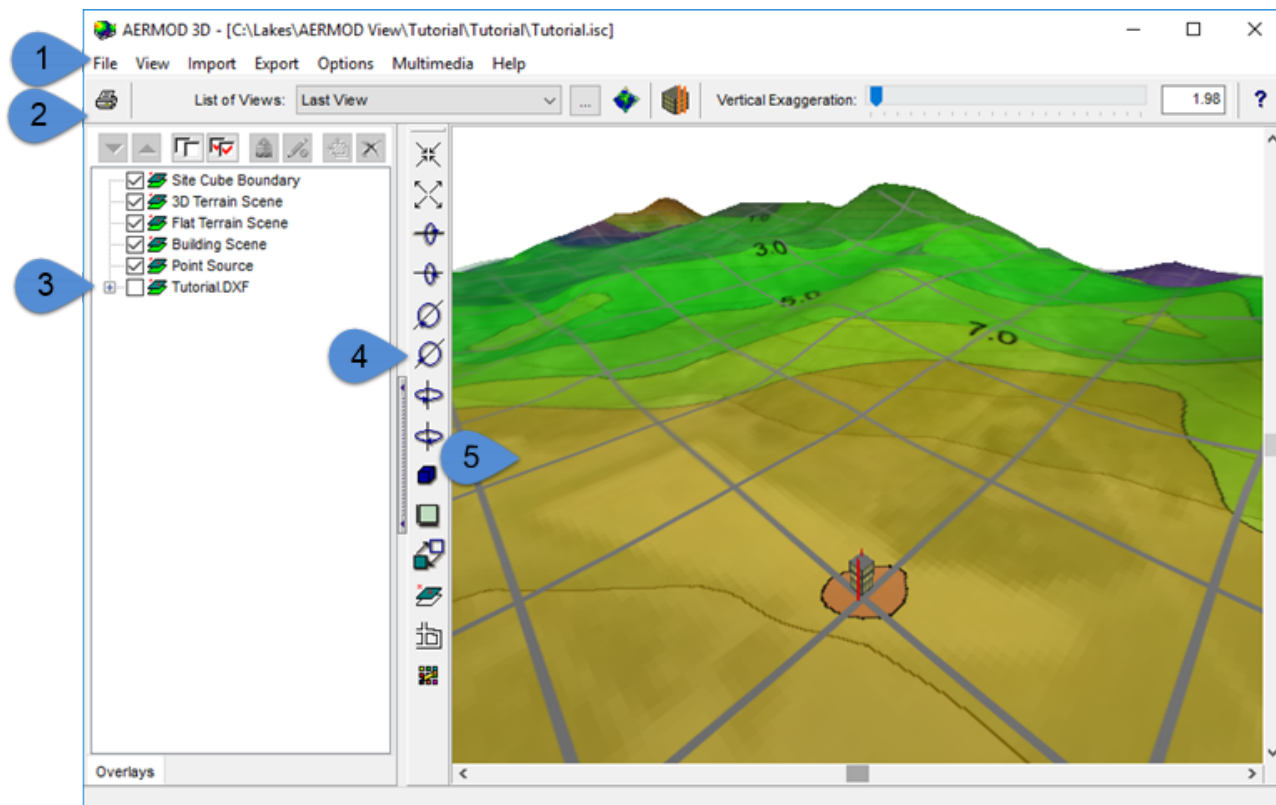 AERMOD 3D - [C:\Lakes\AERMOD View\Tutorial\Tutorial\Tutorial.isc]
1
File View Import Export Options Multimedia Help
2
List of Views: Last View ... Vertical Exaggeration: 1.98 ?
Site Cube Boundary
3D Terrain Scene
Flat Terrain Scene
Building Scene
Point Source
3
Tutorial.DXF
4
5
3.0
5.0
7.0
Overlays